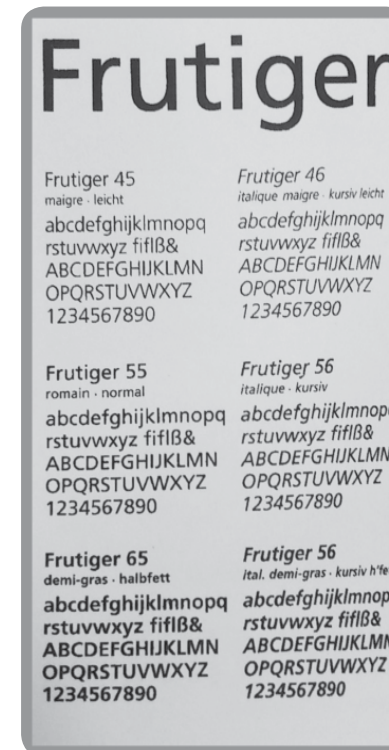 Frutiger
Frutiger 45
maigre · leicht
abcdefghijklmnopq
rstuvwxyz fiflß&
ABCDEFGHIJKLMN
OPQRSTUVWXYZ
1234567890
Frutiger 46
italique maigre · kursiv leicht
abcdefghijklmnopq
rstuvwxyz fiflß&
ABCDEFGHIJKLMN
OPQRSTUVWXYZ
1234567890
Frutiger 55
romain · normal
abcdefghijklmnopq
rstuvwxyz fiflß&
ABCDEFGHIJKLMN
OPQRSTUVWXYZ
1234567890
Frutiger 56
italique · kursiv
abcdefghijklmnop
rstuvwxyz fiflß&
ABCDEFGHIJKLMN
OPQRSTUVWXYZ
1234567890
Frutiger 65
demi-gras · halbfett
abcdefghijklmnopq
rstuvwxyz fiflß&
ABCDEFGHIJKLMN
OPQRSTUVWXYZ
1234567890
Frutiger 56
Ital. demi-gras · kursiv h'fe
abcdefghijklmnop
rstuvwxyz fiflß&
ABCDEFGHIJKLMN
OPQRSTUVWXYZ
1234567890